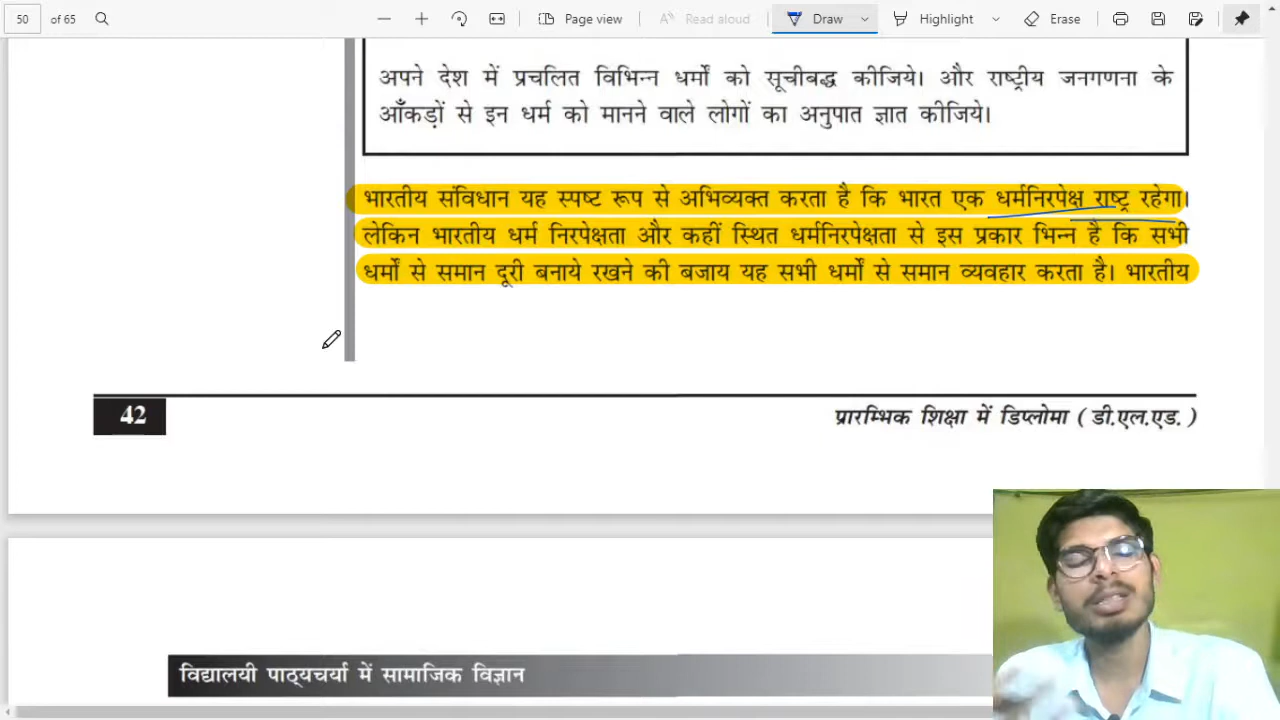 50 of 65 Page view Read aloud Draw Highlight Erase
अपने देश में प्रचलित विभिन्न धर्मों को सूचीबद्ध कीजिये। और राष्ट्रीय जनगणना के
आँकड़ों से इन धर्म को मानने वाले लोगों का अनुपात ज्ञात कीजिये।
भारतीय संविधान यह स्पष्ट रूप से अभिव्यक्त करता है कि भारत एक धर्मनिरपेक्ष राष्ट्र रहेगा।
लेकिन भारतीय धर्म निरपेक्षता और कहीं स्थित धर्मनिरपेक्षता से इस प्रकार भिन्न है कि सभी
धर्मों से समान दूरी बनाये रखने की बजाय यह सभी धर्मों से समान व्यवहार करता है। भारतीय
42 प्रारम्भिक शिक्षा में डिप्लोमा ( डी.एल.एड. )
विद्यालयी पाठ्यचर्या में सामाजिक विज्ञान